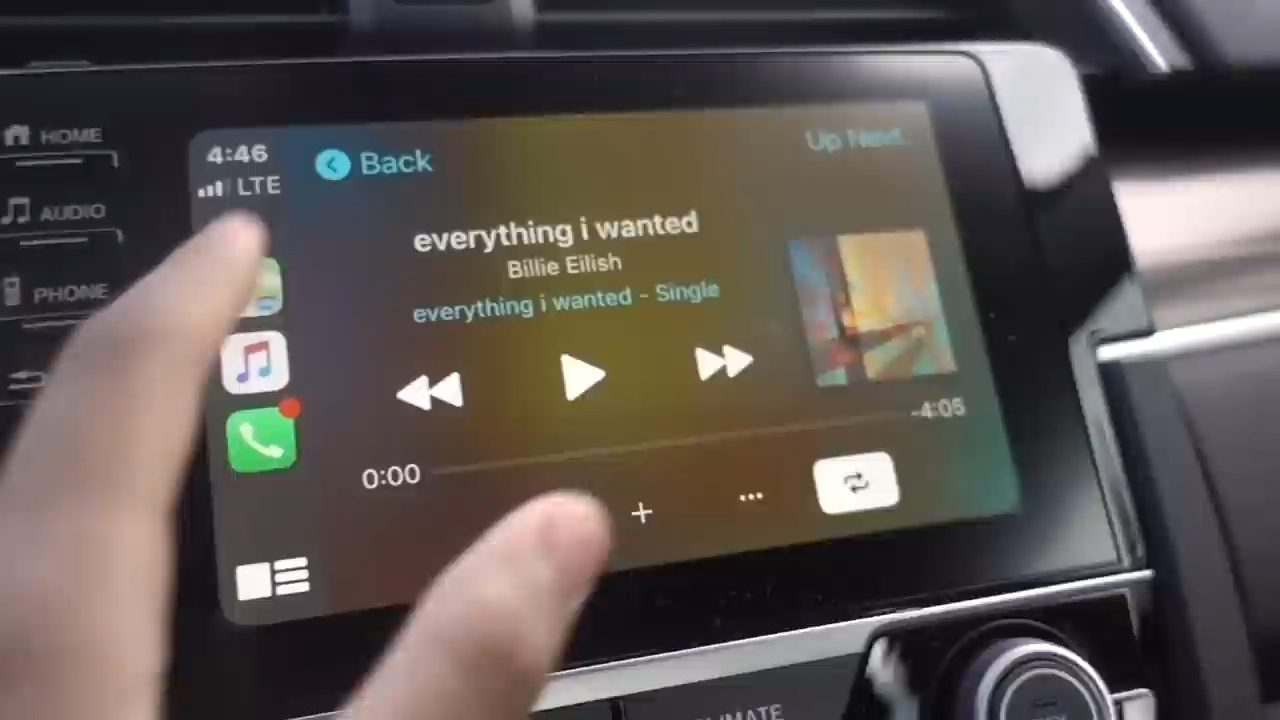 HOME
AUDIO
PHONE
4:46
LTE
Back
Up Next
everything i wanted
Billie Eilish
everything i wanted - Single
0:00
-4:05
+
...